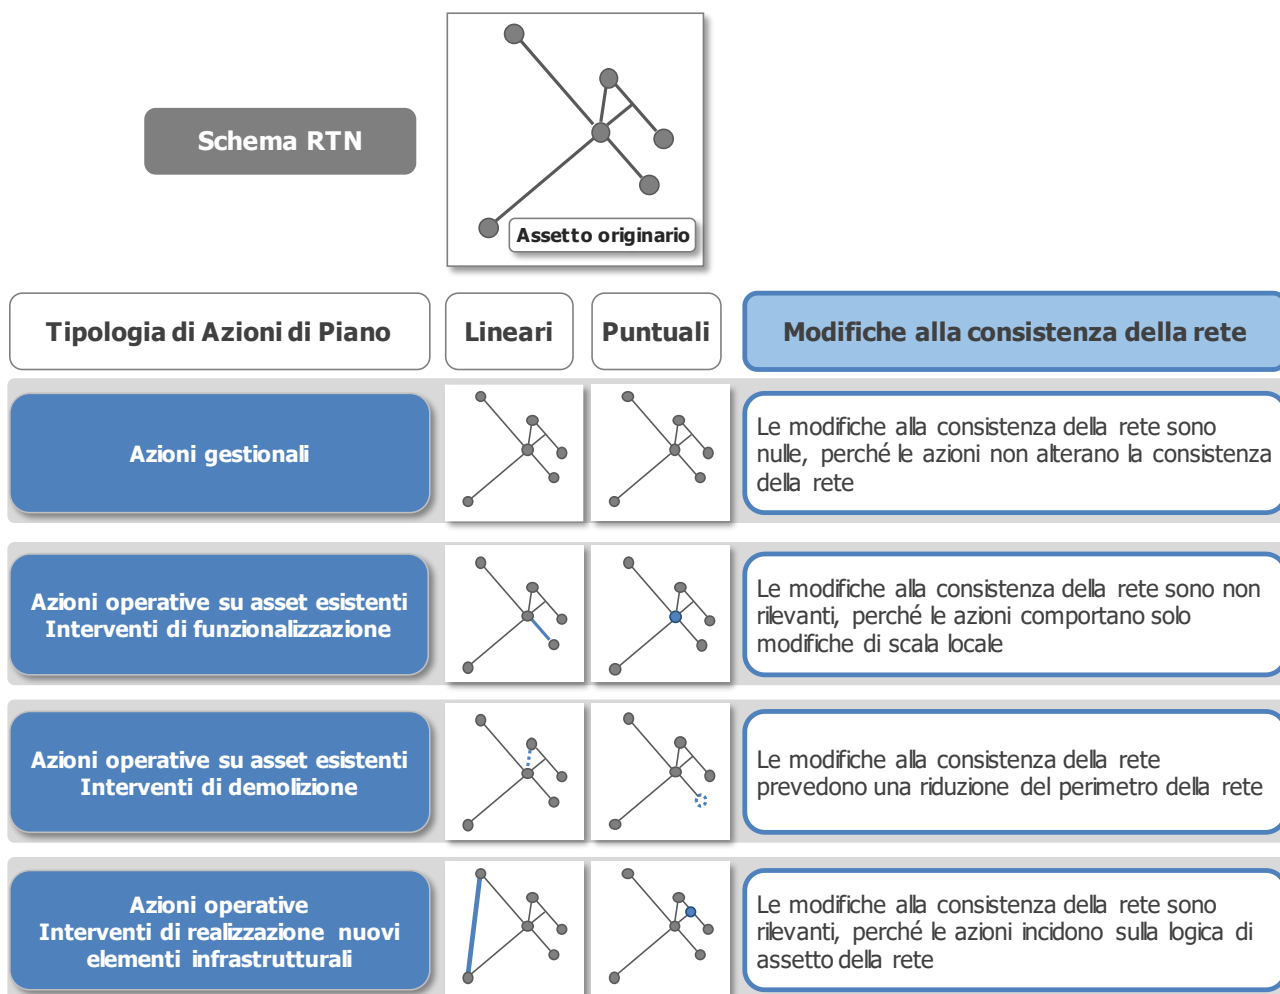 Schema RTN
Assetto originario
Tipologia di Azioni di Piano
Lineari
Puntuali
Modifiche alla consistenza della rete
Azioni gestionali
Le modifiche alla consistenza della rete sono
nulle, perché le azioni non alterano la consistenza
della rete
Azioni operative su asset esistenti
Interventi di funzionalizzazione
Le modifiche alla consistenza della rete sono non
rilevanti, perché le azioni comportano solo
modifiche di scala locale
Azioni operative su asset esistenti
Interventi di demolizione
Le modifiche alla consistenza della rete
prevedono una riduzione del perimetro della rete
Azioni operative
Interventi di realizzazione nuovi
elementi infrastrutturali
Le modifiche alla consistenza della rete sono
rilevanti, perché le azioni incidono sulla logica di
assetto della rete